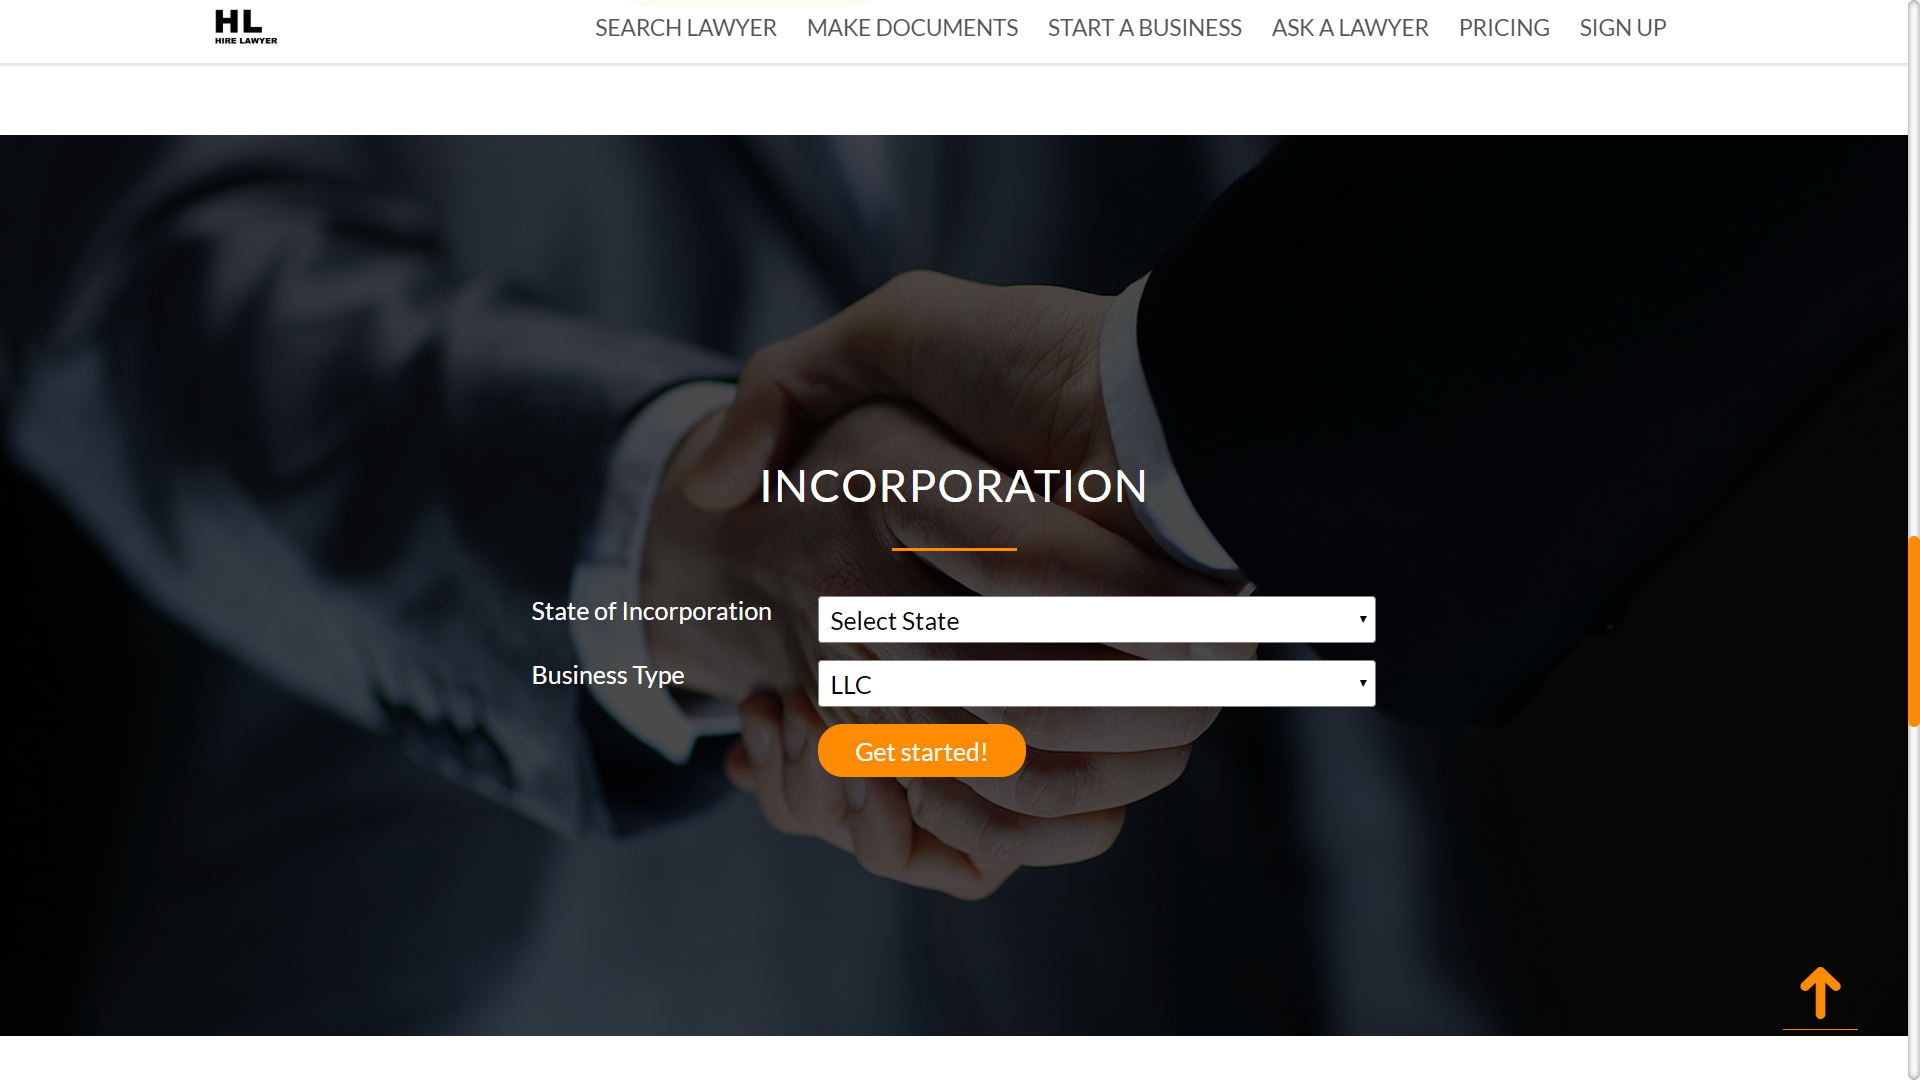 HL
HIRE LAWYER
SEARCH LAWYER MAKE DOCUMENTS START A BUSINESS ASK A LAWYER PRICING SIGN UP
INCORPORATION
State of Incorporation Select State
Business Type LLC
Get started!